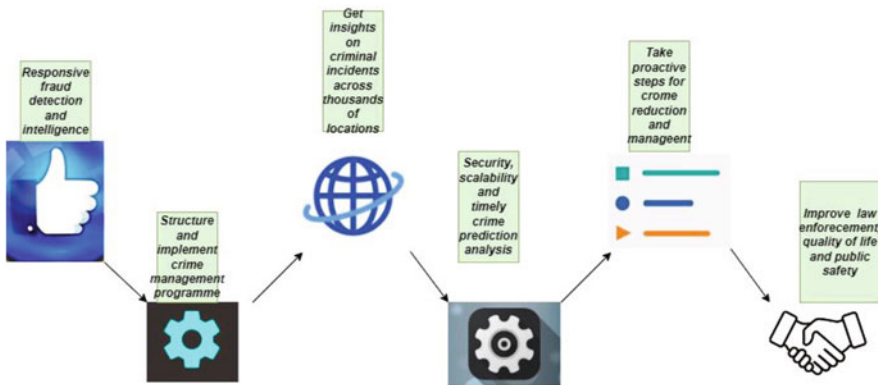 Responsive
fraud
detection
and
intelligence
Structure
and
implement
crime
management
programme
Get
insights
on
criminal
incidents
across
thousands
of
locations
Security,
scalability
and
timely
crime
prediction
analysis
Take
proactive
steps for
crome
reduction
and
manageent
Improve law
enforecement,
quality of life
and public
safety